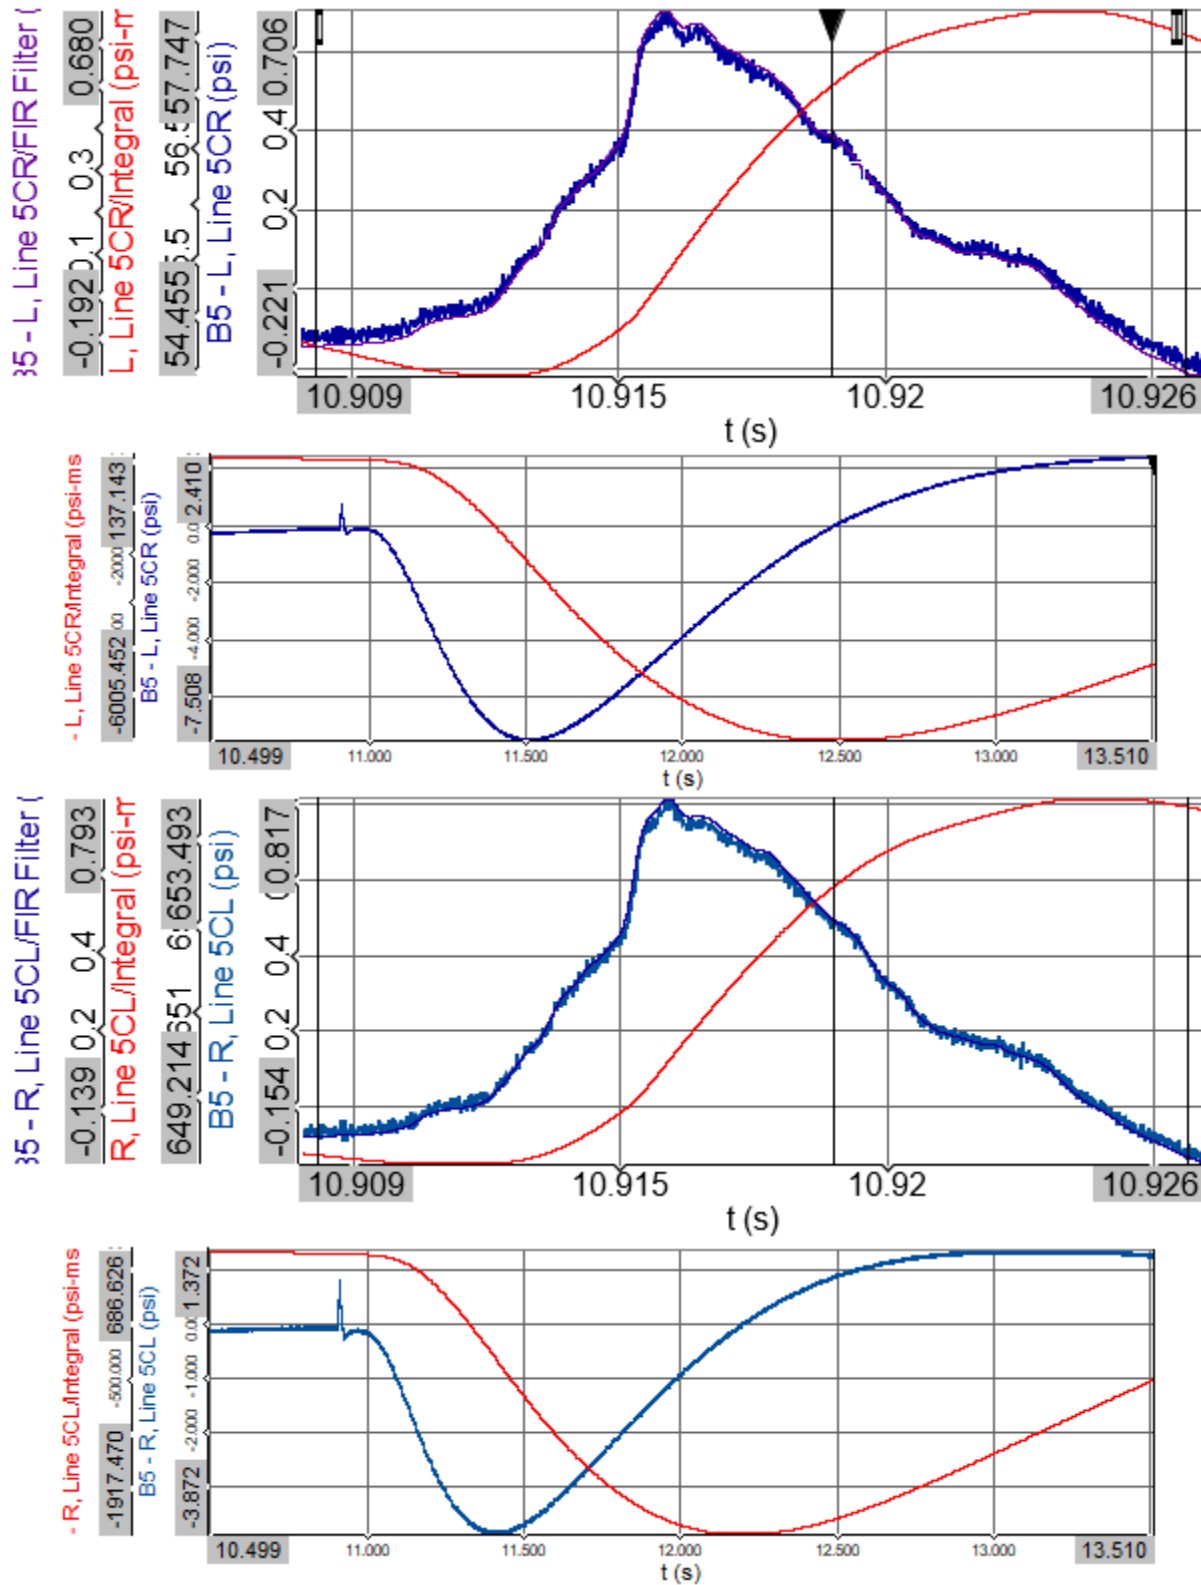 35 - L, Line 5CR/FIR Filter (
-0.192 0.1 0.3 0.680
L, Line 5CR/Integral (psi-m
54.455 5.5 56.5 57.747
B5 - L, Line 5CR (psi)
-0.221 0.2 0.4 0.706
10.909 10.915 10.92 10.926
t (s)
- L, Line 5CR/Integral (psi-ms
-6005.452 00 -2000 137.143
B5 - L, Line 5CR (psi)
-7.508 -4.000 -2.000 0.0 2.410
10.499 11.000 11.500 12.000 12.500 13.000 13.510
t (s)
35 - R, Line 5CL/FIR Filter (
-0.139 0.2 0.4 0.793
R, Line 5CL/Integral (psi-m
649.214 651 653.493
B5 - R, Line 5CL (psi)
-0.154 0.2 0.4 0.817
10.909 10.915 10.92 10.926
t (s)
- R, Line 5CL/Integral (psi-ms
-1917.470 -500.000 686.626
B5 - R, Line 5CL (psi)
-3.872 -2.000 -1.000 0.00 1.372
10.499 11.000 11.500 12.000 12.500 13.000 13.510
t (s)